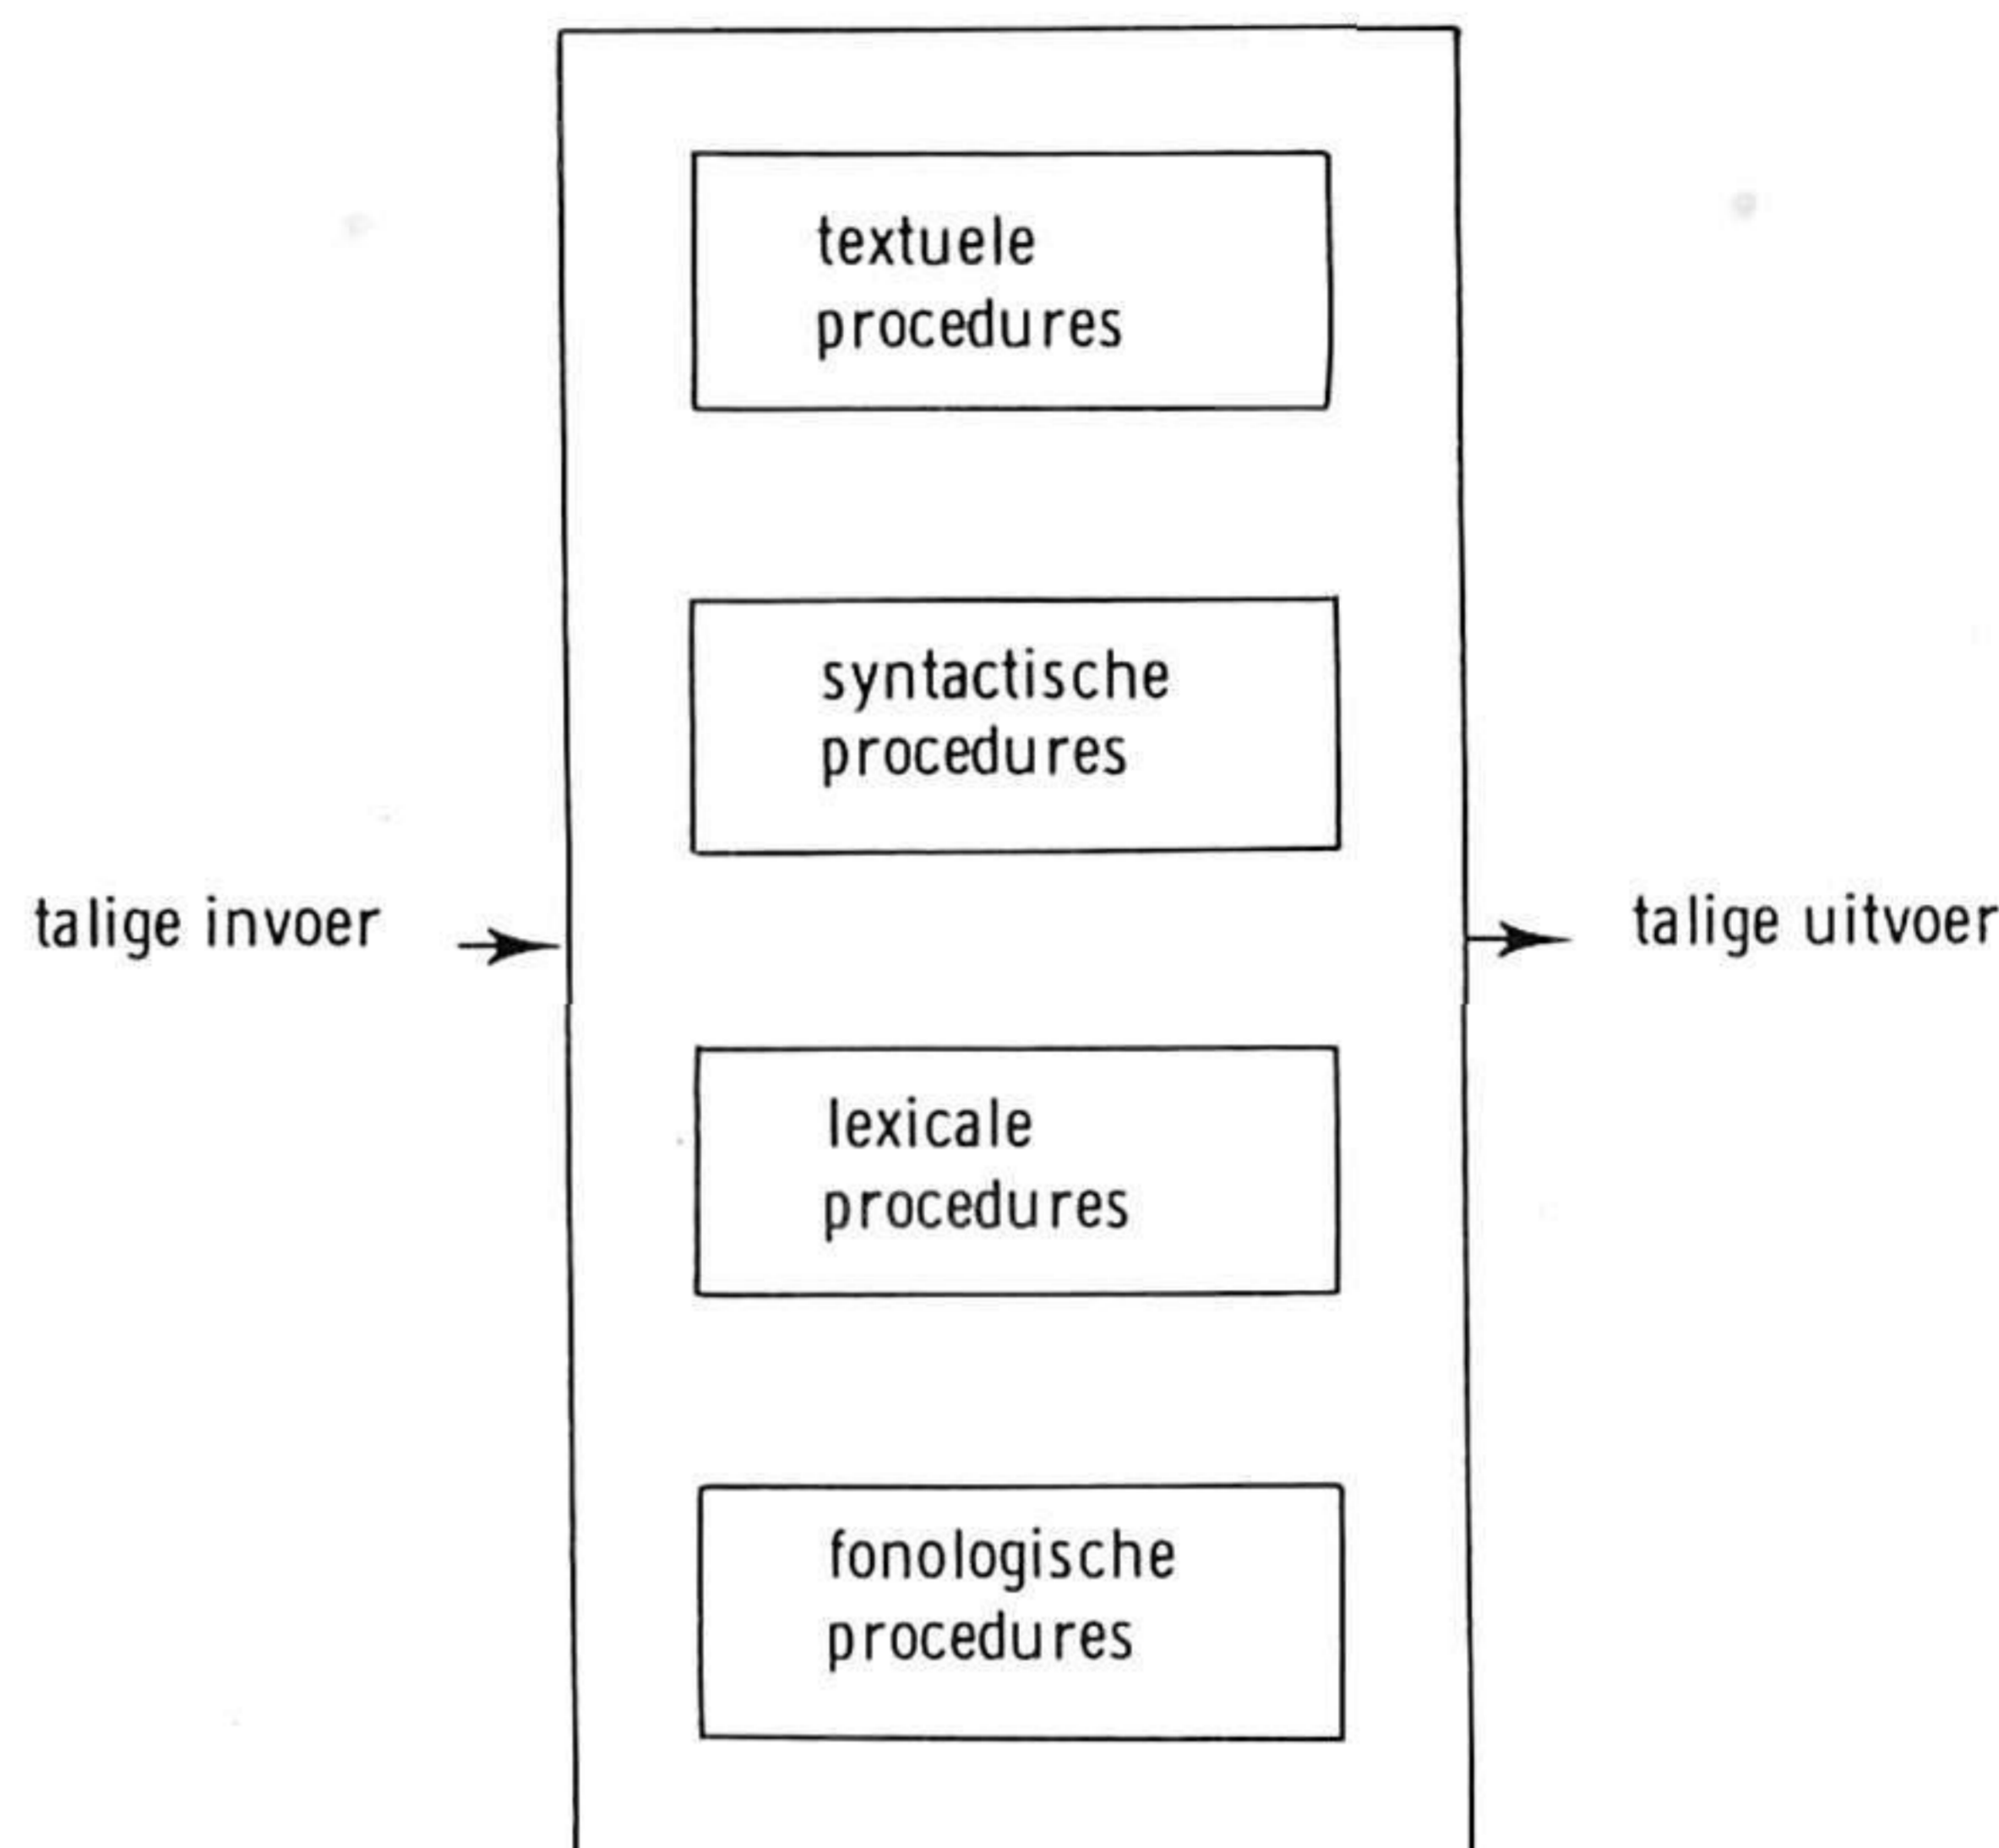 textuele
procedures
syntactische
procedures
talige invoer
talige uitvoer
lexicale
procedures
fonologische
procedures